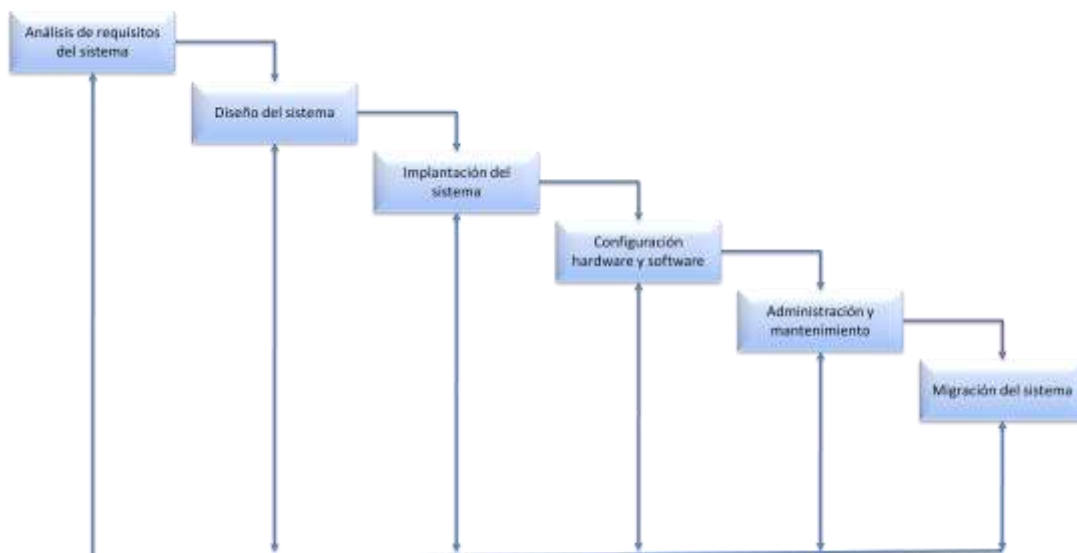 Análisis de requisitos
del sistema
Diseño del sistema
Implantación del
sistema
Configuración
hardware y software
Administración y
mantenimiento
Migración del sistema